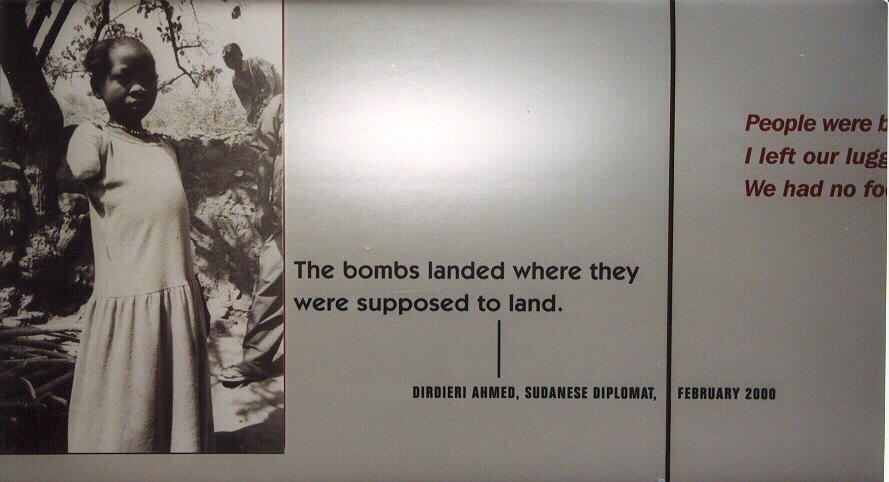 The bombs landed where they
were supposed to land.
DIRDIERI AHMED, SUDANESE DIPLOMAT, FEBRUARY 2000
People were
I left our
We had no